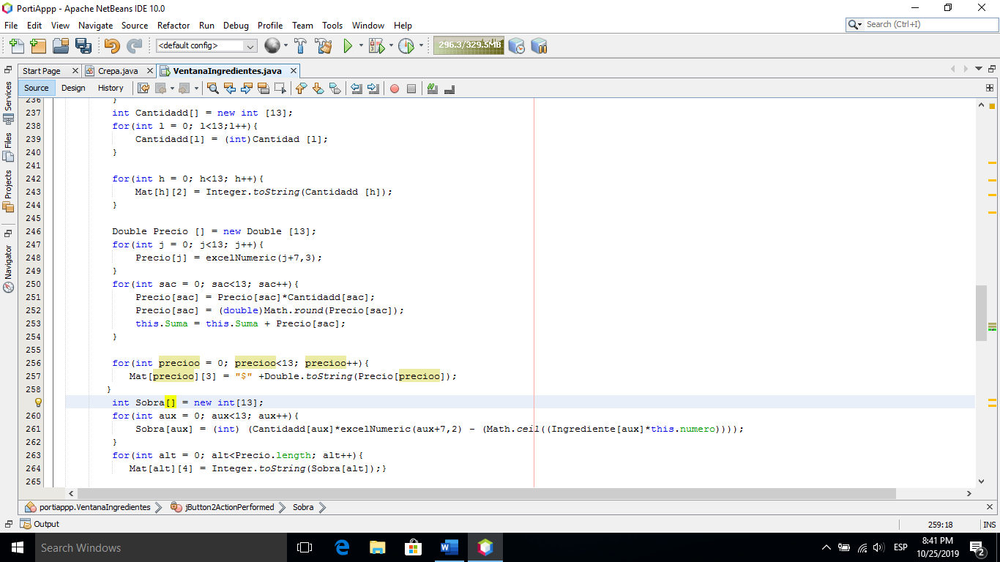 PortiAppp - Apache NetBeans IDE 10.0
File Edit View Navigate Source Refactor Run Debug Profile Team Tools Window Help
Search (Ctrl+I)
<default config>
296.3/329.5MB
Start Page Crepa.java VentanaIngredientes.java
Source Design History
Services
Files
Projects
Navigator
236 }
237 int Cantidadd[] = new int [13];
238 for(int l = 0; l<13;l++){
239 Cantidadd[l] = (int)Cantidad [l];
240 }
241
242 for(int h = 0; h<13; h++){
243 Mat[h][2] = Integer.toString(Cantidadd [h]);
244 }
245
246 Double Precio [] = new Double [13];
247 for(int j = 0; j<13; j++){
248 Precio[j] = excelNumeric(j+7,3);
249 }
250 for(int sac = 0; sac<13; sac++){
251 Precio[sac] = Precio[sac]*Cantidadd[sac];
252 Precio[sac] = (double)Math.round(Precio[sac]);
253 this.Suma = this.Suma + Precio[sac];
254 }
255
256 for(int precioo = 0; precioo<13; precioo++){
257 Mat[precioo][3] = "$" +Double.toString(Precio[precioo]);
258 }
int Sobra[] = new int[13];
260 for(int aux = 0; aux<13; aux++){
261 Sobra[aux] = (int) (Cantidadd[aux]*excelNumeric(aux+7,2) - (Math.ceil((Ingrediente[aux]*this.numero))));
262 }
263 for(int alt = 0; alt<Precio.length; alt++){
264 Mat[alt][4] = Integer.toString(Sobra[alt]);}
265
portiappp.VentanaIngredientes jButton2ActionPerformed Sobra
Output
259:18 INS
Search Windows
ESP
8:41 PM
10/25/2019
2